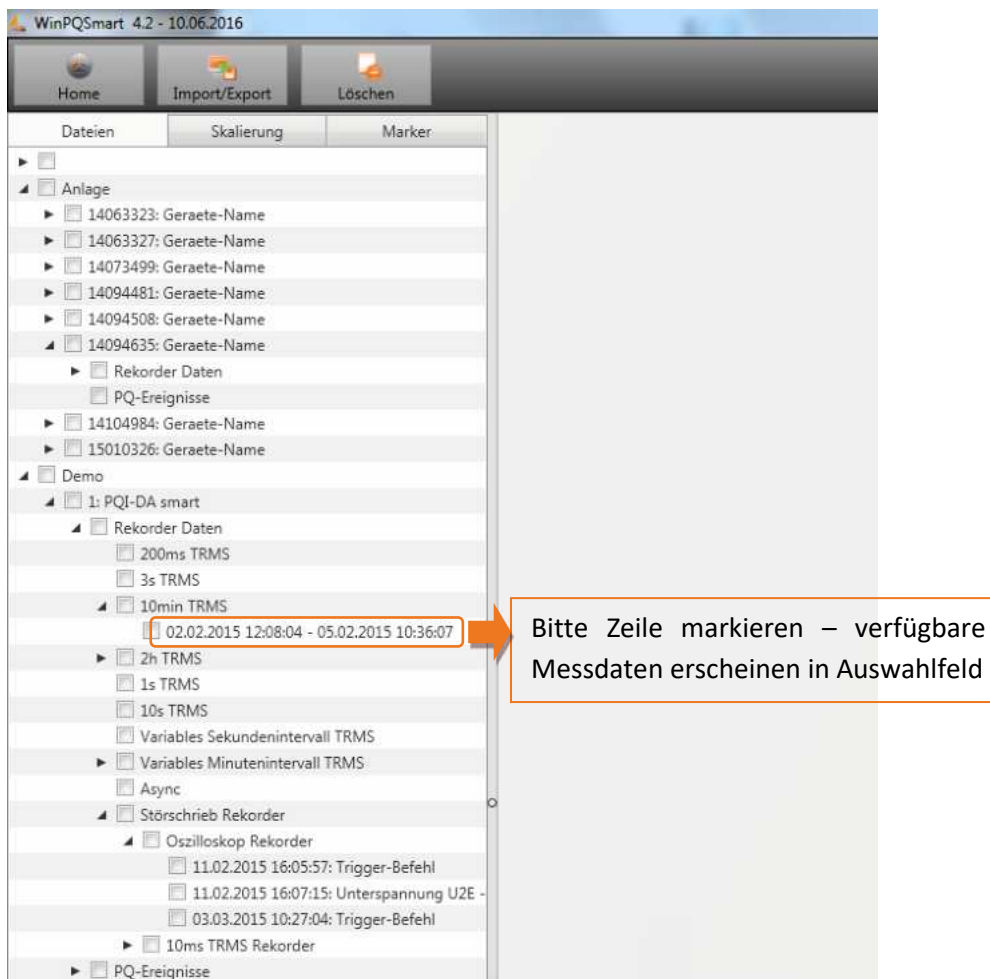 WinPQSmart 4.2 - 10.06.2016
Home Import/Export Löschen
Dateien Skalierung Marker
Anlage
14063323: Geraete-Name
14063327: Geraete-Name
14073499: Geraete-Name
14094481: Geraete-Name
14094508: Geraete-Name
14094635: Geraete-Name
Rekorder Daten
PQ-Ereignisse
14104984: Geraete-Name
15010326: Geraete-Name
Demo
1: PQI-DA smart
Rekorder Daten
200ms TRMS
3s TRMS
10min TRMS
02.02.2015 12:08:04 - 05.02.2015 10:36:07
Bitte Zeile markieren – verfügbare
Messdaten erscheinen in Auswahlfeld
2h TRMS
1s TRMS
10s TRMS
Variables Sekundenintervall TRMS
Variables Minutenintervall TRMS
Async
Störschrieb Rekorder
Oszilloskop Rekorder
11.02.2015 16:05:57: Trigger-Befehl
11.02.2015 16:07:15: Unterspannung U2E -
03.03.2015 10:27:04: Trigger-Befehl
10ms TRMS Rekorder
PQ-Ereignisse